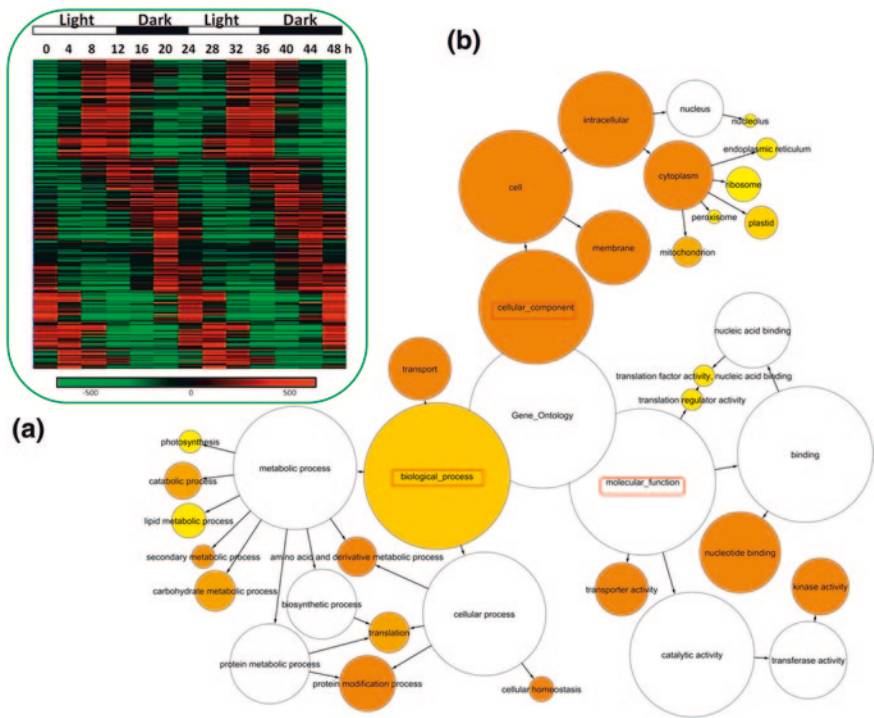 Light Dark Light Dark
0 4 8 12 16 20 24 28 32 36 40 44 48 h
-500 0 500
(a)
(b)
nucleus
nucleolus
intracellular
endoplasmic reticulum
cytoplasm
ribosome
cell
peroxisome
plastid
membrane
mitochondrion
cellular_component
nucleic acid binding
transport
translation factor activity, nucleic acid binding
translation regulator activity
Gene_Ontology
photosynthesis
metabolic process
binding
biological_process
molecular_function
catabolic process
lipid metabolic process
secondary metabolic process
amino acid and derivative metabolic process
nucleotide binding
carbohydrate metabolic process
transporter activity
kinase activity
biosynthetic process
cellular process
translation
protein metabolic process
catalytic activity
transferase activity
protein modification process
cellular homeostasis